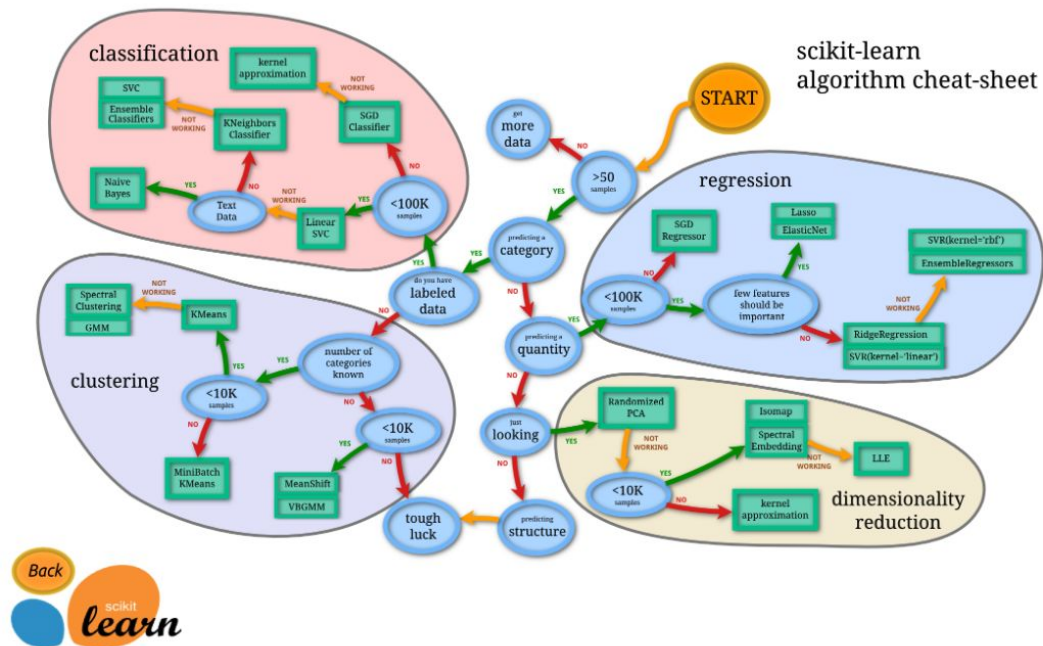 scikit-learn
algorithm cheat-sheet
START
get
more
data
NO
>50
samples
YES
predicting a
category
YES
NO
do you have
labeled
data
YES
NO
predicting a
quantity
YES
NO
just
looking
YES
NO
predicting
structure
tough
luck
classification
kernel
approximation
NOT
WORKING
SGD
Classifier
NO
<100K
samples
YES
Linear
SVC
NOT
WORKING
Text
Data
YES
Naive
Bayes
NO
KNeighbors
Classifier
NOT
WORKING
SVC
Ensemble
Classifiers
regression
SGD
Regressor
NO
<100K
samples
YES
few features
should be
important
YES
Lasso
ElasticNet
NO
RidgeRegression
SVR(kernel='linear')
NOT
WORKING
SVR(kernel='rbf')
EnsembleRegressors
clustering
number of
categories
known
YES
NO
<10K
samples
YES
KMeans
NOT
WORKING
Spectral
Clustering
GMM
NO
MiniBatch
KMeans
<10K
samples
YES
MeanShift
VBGMM
NO
dimensionality
reduction
Randomized
PCA
NOT
WORKING
<10K
samples
YES
Isomap
Spectral
Embedding
NOT
WORKING
LLE
NO
kernel
approximation
Back
scikit
learn